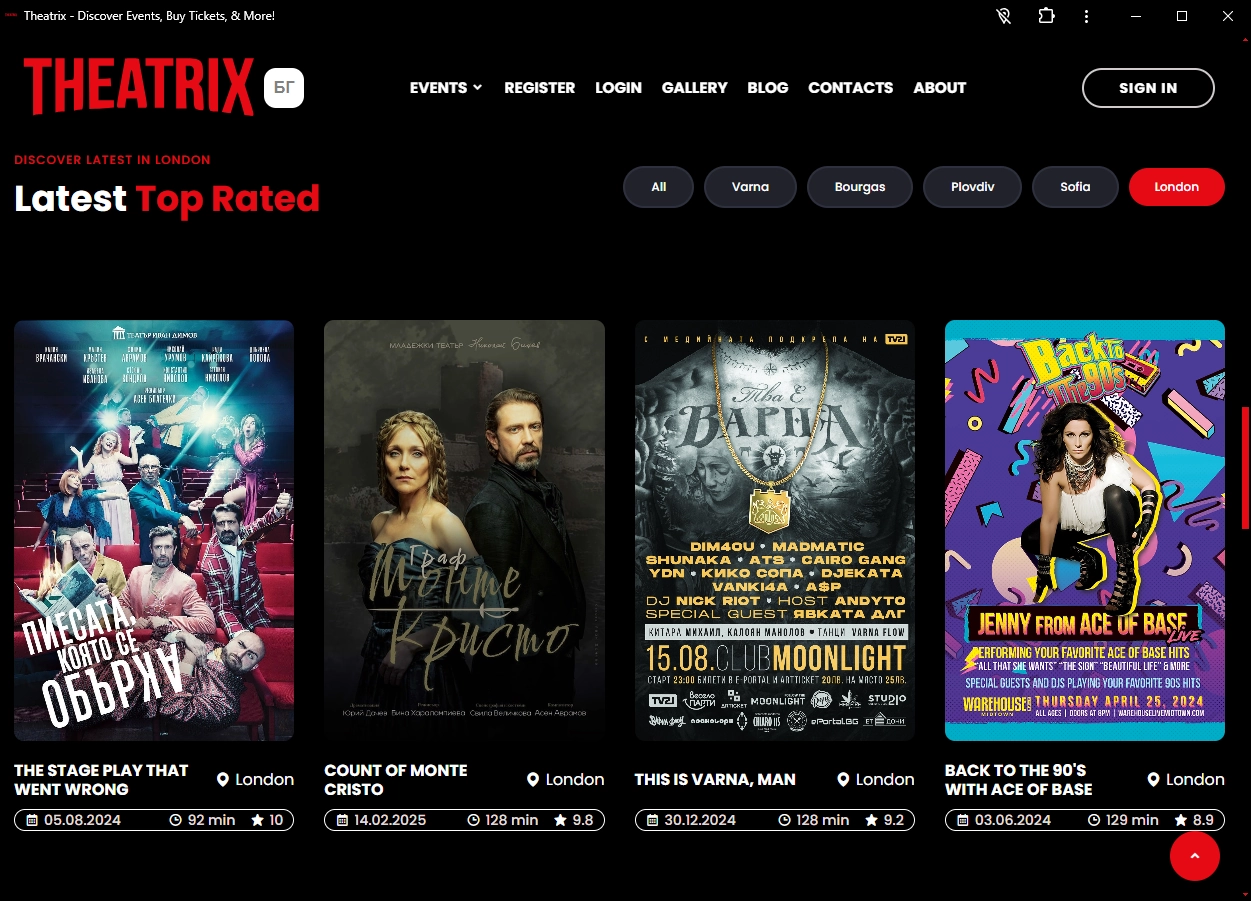 Theatrix - Discover Events, Buy Tickets, & More!
THEATRIX
БГ
EVENTS
REGISTER
LOGIN
GALLERY
BLOG
CONTACTS
ABOUT
SIGN IN
DISCOVER LATEST IN LONDON
Latest Top Rated
All
Varna
Bourgas
Plovdiv
Sofia
London
ТЕАТЪР ИВАН ДИМОВ
ПИЕСАТА,
КОЯТО СЕ
ОБЪРКА
THE STAGE PLAY THAT
WENT WRONG
London
05.08.2024
92 min
10
МЛАДЕЖКИ ТЕАТЪР Николай Бинев
Граф
Монте
Кристо
Юрий Дачев Бина Харалампиева Свила Величкова Асен Аврамов
COUNT OF MONTE
CRISTO
London
14.02.2025
128 min
9.8
С МЕДИЙНАТА ПОДКРЕПА НА TV21
Тва Е
ВАРНА
DIM4OU • MADMATIC
SHUNAKA • ATS • CAIRO GANG
YDN • КИКО СОПА • DJEKATA
VANKI4A • A$P
DJ NICK RIOT • HOST ANDYTO
SPECIAL GUEST ЯВКАТА ДЛГ
КИТАРА МИХАИЛ, КАЛОЯН МАНОЛОВ • ТАНЦИ VARNA FLOW
15.08.CLUBMOONLIGHT
СТАРТ 23:00 БИЛЕТИ В E-PORTAL И ARTTICKET 20ЛВ. НА МЯСТО 25ЛВ.
TV21
MOONLIGHT
STUDIO
ePortal.BG
THIS IS VARNA, MAN
London
30.12.2024
128 min
9.2
BACK TO
THE 90s
JENNY FROM ACE OF BASE
LIVE
PERFORMING YOUR FAVORITE ACE OF BASE HITS
"ALL THAT SHE WANTS" "THE SIGN" "BEAUTIFUL LIFE" & MORE
SPECIAL GUESTS AND DJS PLAYING YOUR FAVORITE 90S HITS
WAREHOUSE LIVE
MIDTOWN
THURSDAY APRIL 25, 2024
ALL AGES | DOORS AT 8PM | WAREHOUSELIVEMIDTOWN.COM
BACK TO THE 90'S
WITH ACE OF BASE
London
03.06.2024
129 min
8.9